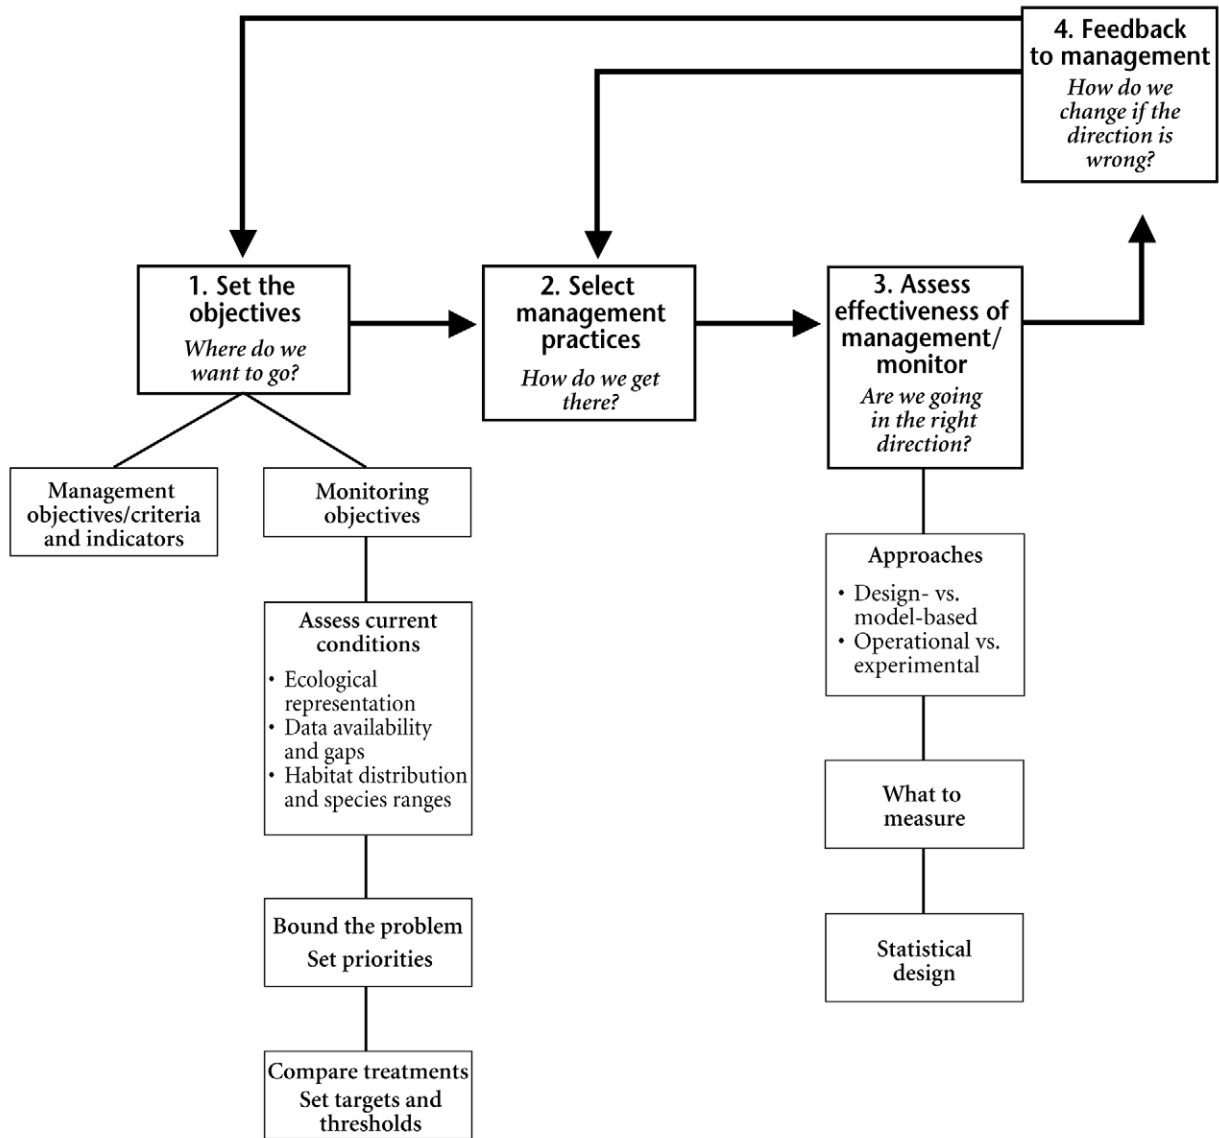 4. Feedback
to management
How do we
change if the
direction is
wrong?
1. Set the
objectives
Where do we
want to go?
2. Select
management
practices
How do we get
there?
3. Assess
effectiveness of
management/
monitor
Are we going
in the right
direction?
Management
objectives/criteria
and indicators
Monitoring
objectives
Assess current
conditions
• Ecological
representation
• Data availability
and gaps
• Habitat distribution
and species ranges
Bound the problem
Set priorities
Compare treatments
Set targets and
thresholds
Approaches
• Design- vs.
model-based
• Operational vs.
experimental
What to
measure
Statistical
design